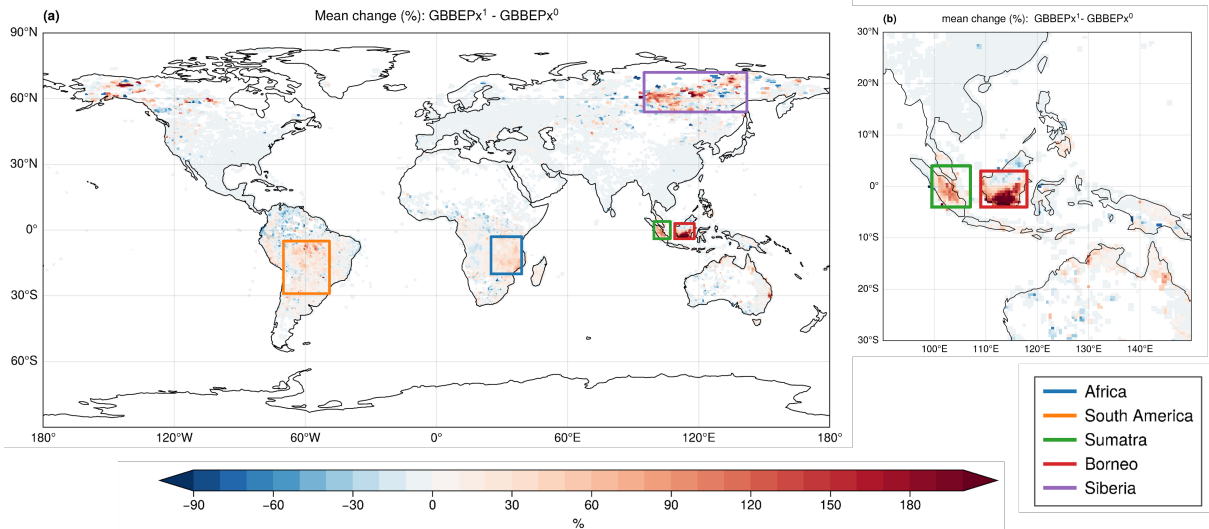 (a) Mean change (%): GBBEPx¹ - GBBEPx⁰
90°N
60°N
30°N
0°
30°S
60°S
180°
120°W
60°W
0°
60°E
120°E
180°
(b) mean change (%): GBBEPx¹- GBBEPx⁰
30°N
20°N
10°N
0°
10°S
20°S
30°S
100°E
110°E
120°E
140°E
Africa
South America
Sumatra
Borneo
Siberia
−90
−60
−30
0
30
60
90
120
150
180
%